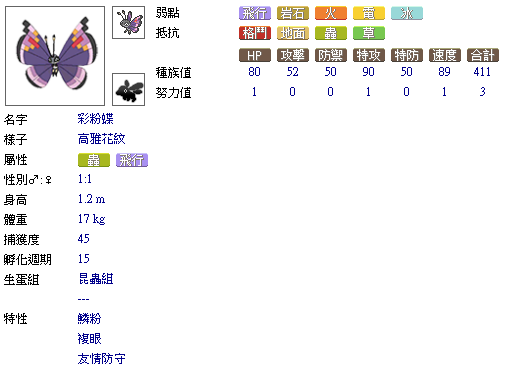 弱點 飛行 岩石 火 電 冰
抵抗 格鬥 地面 蟲 草
HP 攻擊 防禦 特攻 特防 速度 合計
種族值 80 52 50 90 50 89 411
努力值 1 0 0 1 0 1 3
名字 彩粉蝶
樣子 高雅花紋
屬性 蟲 飛行
性別♂:♀ 1:1
身高 1.2 m
體重 17 kg
捕獲度 45
孵化週期 15
生蛋組 昆蟲組
---
特性 鱗粉
複眼
友情防守